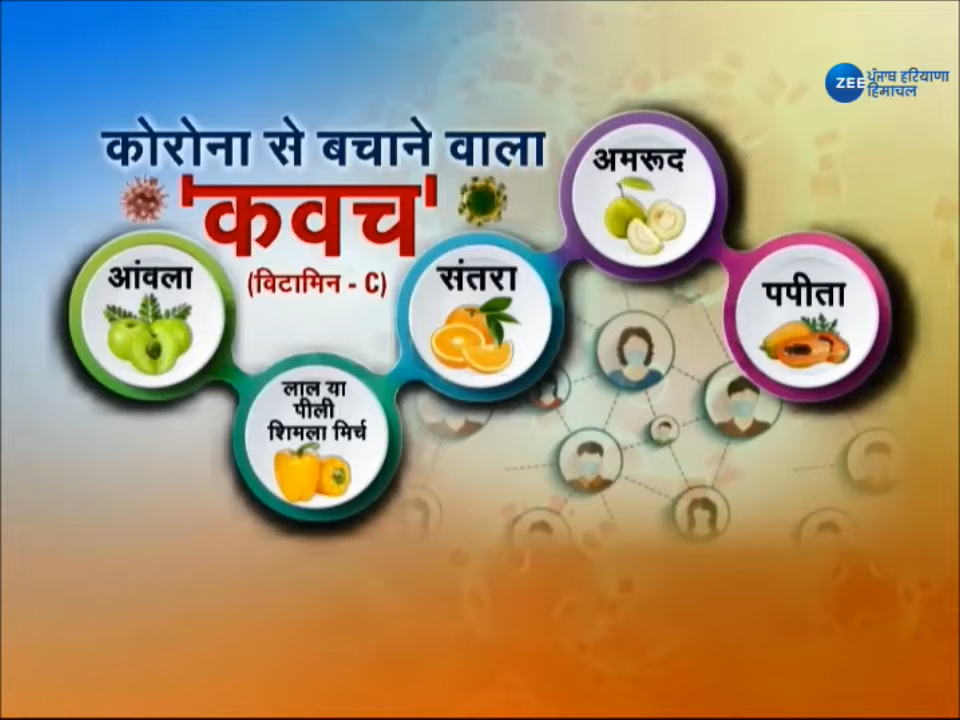 ZEE ਪੰਜਾਬ हरियाणा
हिमाचल
कोरोना से बचाने वाला
'कवच'
(विटामिन - C)
आंवला
लाल या
पीली
शिमला मिर्च
संतरा
अमरूद
पपीता